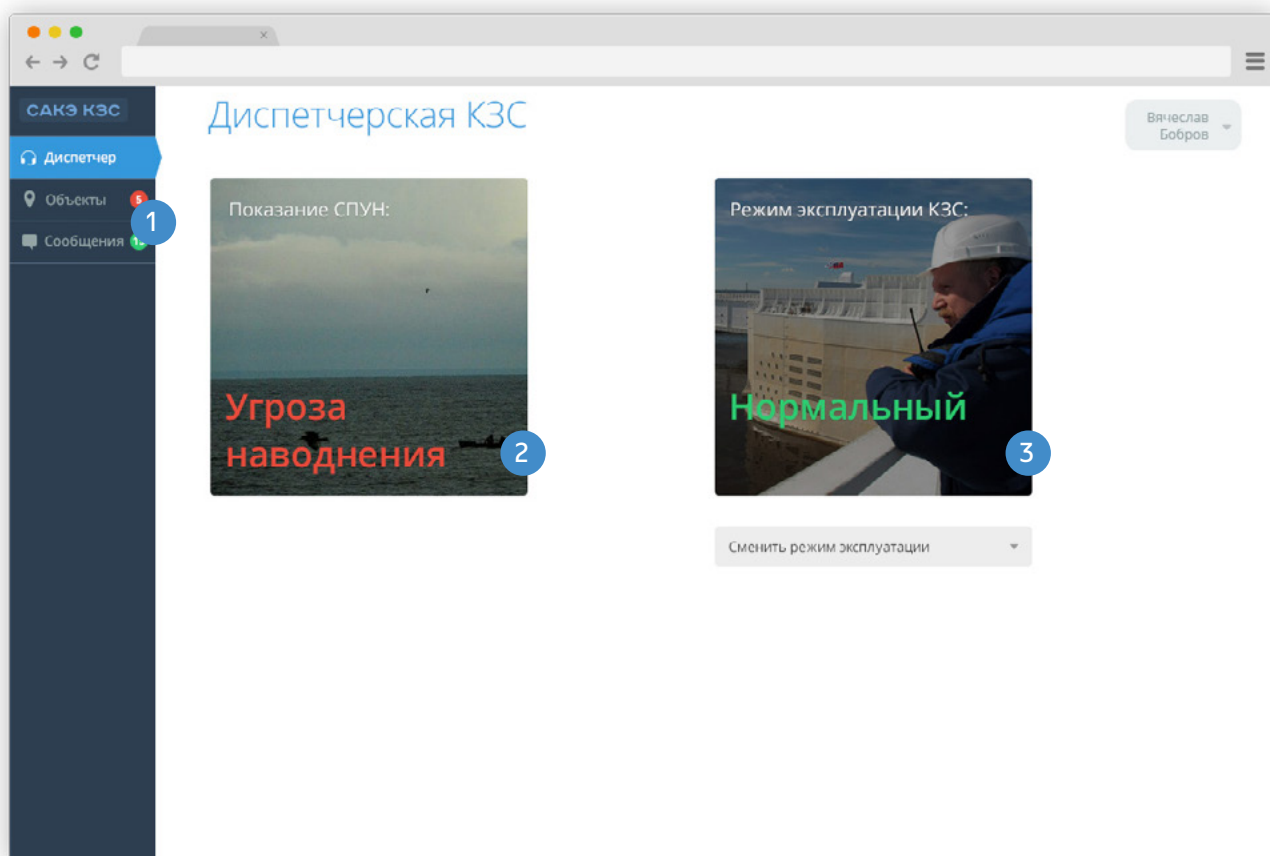 САКЭ КЗС
Диспетчерская КЗС
Вячеслав
Бобров
Диспетчер
Объекты 5
1
Сообщения
Показание СПУН:
Угроза
наводнения
2
Режим эксплуатации КЗС:
Нормальный
3
Сменить режим эксплуатации